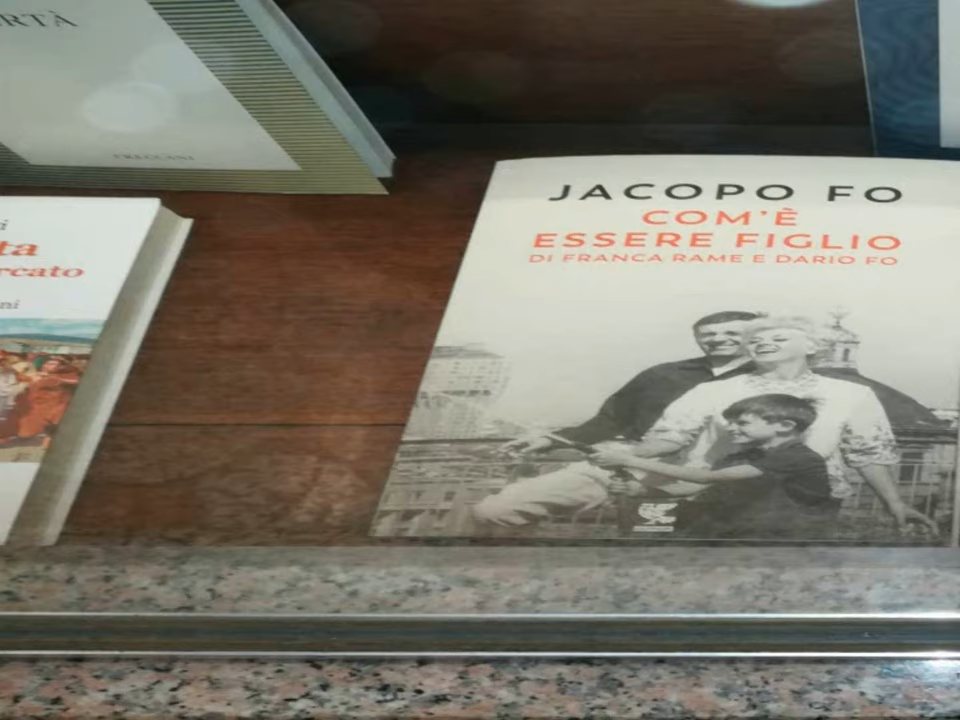 RTÀ
TRECCANI
i
ta
rcato
ni
JACOPO FO
COM'È
ESSERE FIGLIO
DI FRANCA RAME E DARIO FO